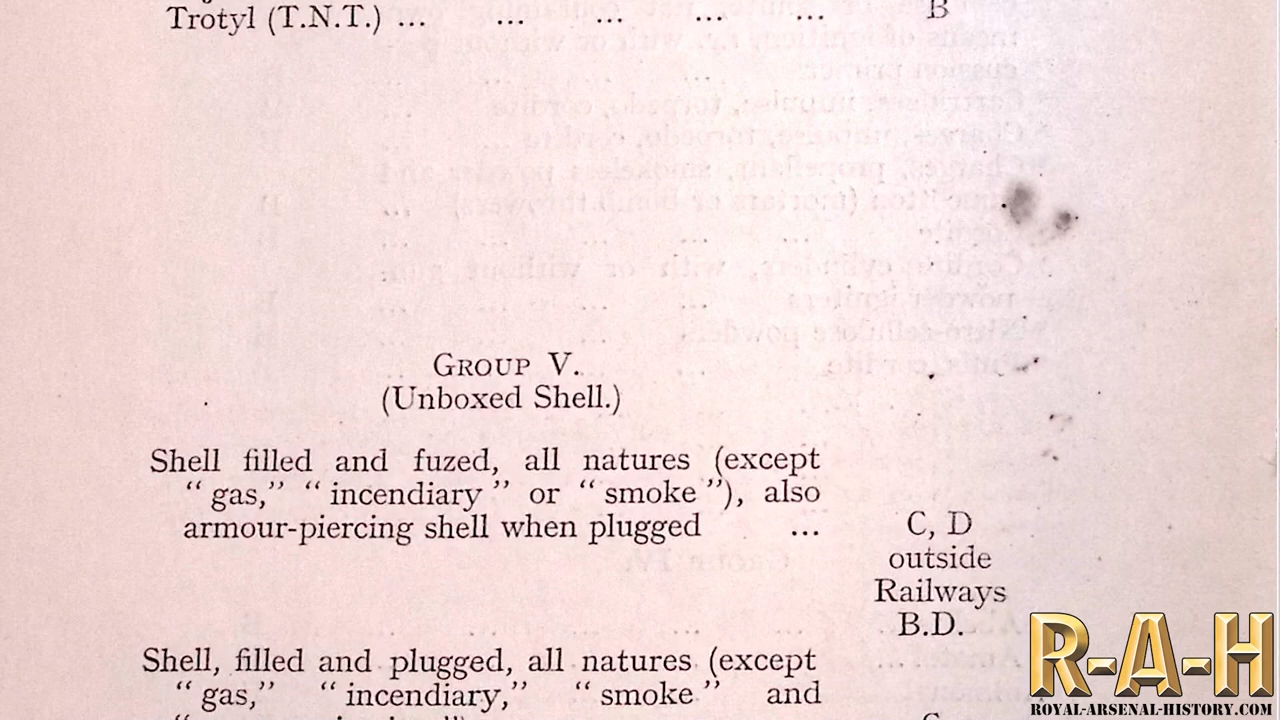 Trotyl (T.N.T.) ... ... ... ... ... B
GROUP V.
(Unboxed Shell.)
Shell filled and fuzed, all natures (except
“ gas,” “ incendiary ” or “ smoke ”), also
armour-piercing shell when plugged ...
C, D
outside
Railways
B.D.
Shell, filled and plugged, all natures (except
“ gas,” “ incendiary,” “ smoke ” and
R-A-H
ROYAL-ARSENAL-HISTORY.COM